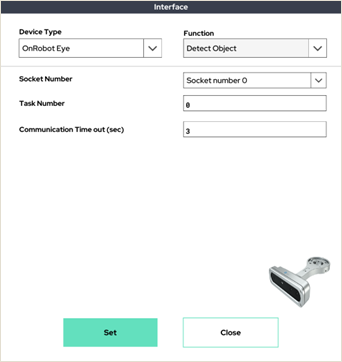 Interface
Device Type
Function
OnRobot Eye
Detect Object
Socket Number
Socket number 0
Task Number
0
Communication Time out (sec)
3
Set
Close